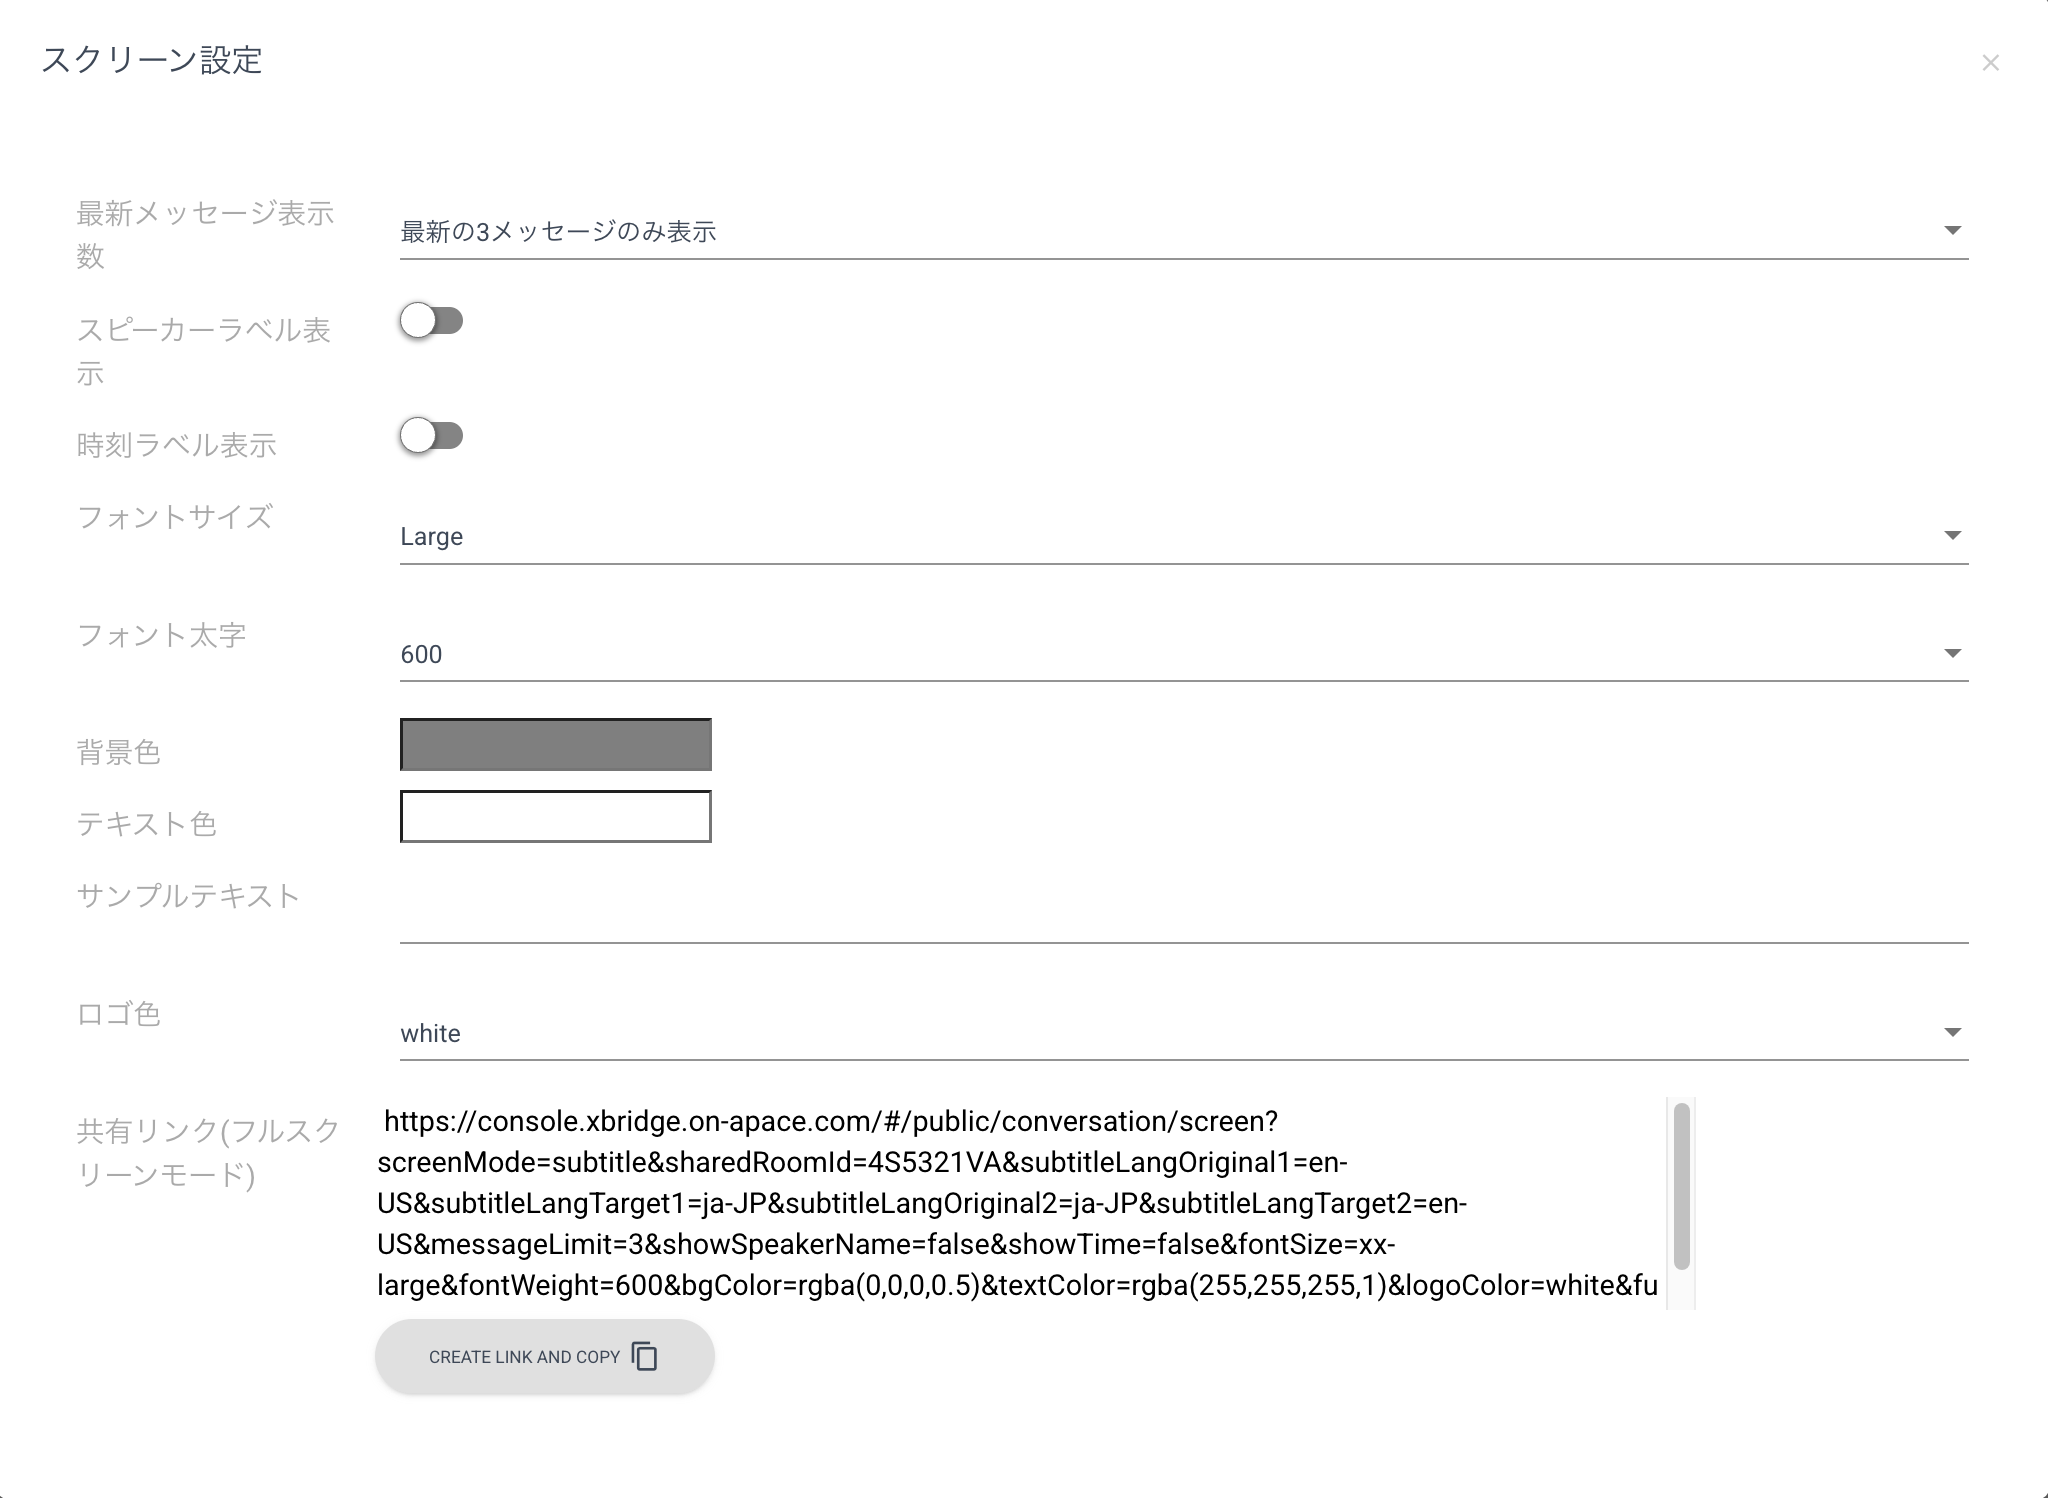 スクリーン設定
最新メッセージ表示
数
最新の3メッセージのみ表示
スピーカーラベル表
示
時刻ラベル表示
フォントサイズ
Large
フォント太字
600
背景色
テキスト色
サンプルテキスト
ロゴ色
white
共有リンク(フルスク
リーンモード)
https://console.xbridge.on-apace.com/#/public/conversation/screen?
screenMode=subtitle&sharedRoomId=4S5321VA&subtitleLangOriginal1=en-
US&subtitleLangTarget1=ja-JP&subtitleLangOriginal2=ja-JP&subtitleLangTarget2=en-
US&messageLimit=3&showSpeakerName=false&showTime=false&fontSize=xx-
large&fontWeight=600&bgColor=rgba(0,0,0,0.5)&textColor=rgba(255,255,255,1)&logoColor=white&fu
CREATE LINK AND COPY